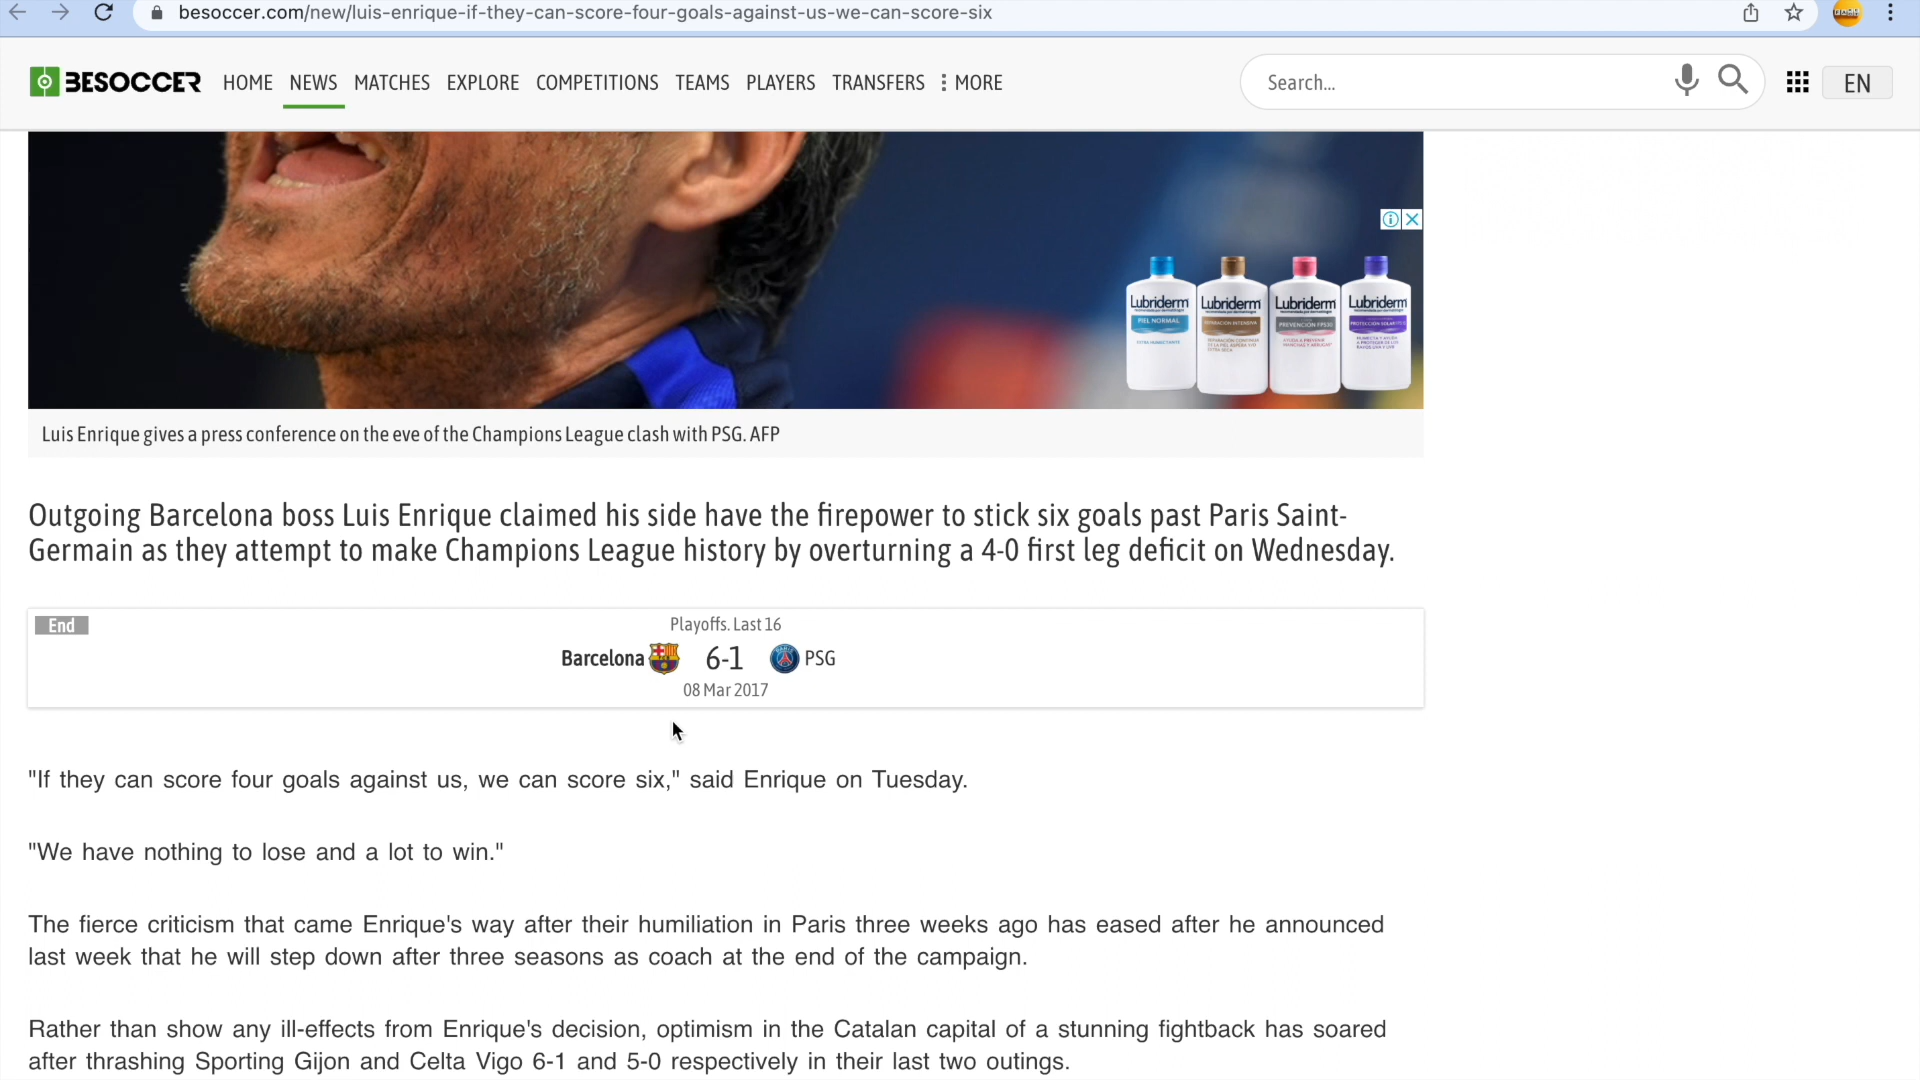 besoccer.com/new/luis-enrique-if-they-can-score-four-goals-against-us-we-can-score-six
BESOCCER HOME NEWS MATCHES EXPLORE COMPETITIONS TEAMS PLAYERS TRANSFERS MORE Search... EN
Lubriderm Lubriderm Lubriderm Lubriderm
PIEL NORMAL REPARACIÓN INTENSIVA PREVENCIÓN FPS30
Luis Enrique gives a press conference on the eve of the Champions League clash with PSG. AFP
Outgoing Barcelona boss Luis Enrique claimed his side have the firepower to stick six goals past Paris Saint-
Germain as they attempt to make Champions League history by overturning a 4-0 first leg deficit on Wednesday.
End
Playoffs. Last 16
Barcelona 6-1 PSG
08 Mar 2017
"If they can score four goals against us, we can score six," said Enrique on Tuesday.
"We have nothing to lose and a lot to win."
The fierce criticism that came Enrique's way after their humiliation in Paris three weeks ago has eased after he announced
last week that he will step down after three seasons as coach at the end of the campaign.
Rather than show any ill-effects from Enrique's decision, optimism in the Catalan capital of a stunning fightback has soared
after thrashing Sporting Gijon and Celta Vigo 6-1 and 5-0 respectively in their last two outings.